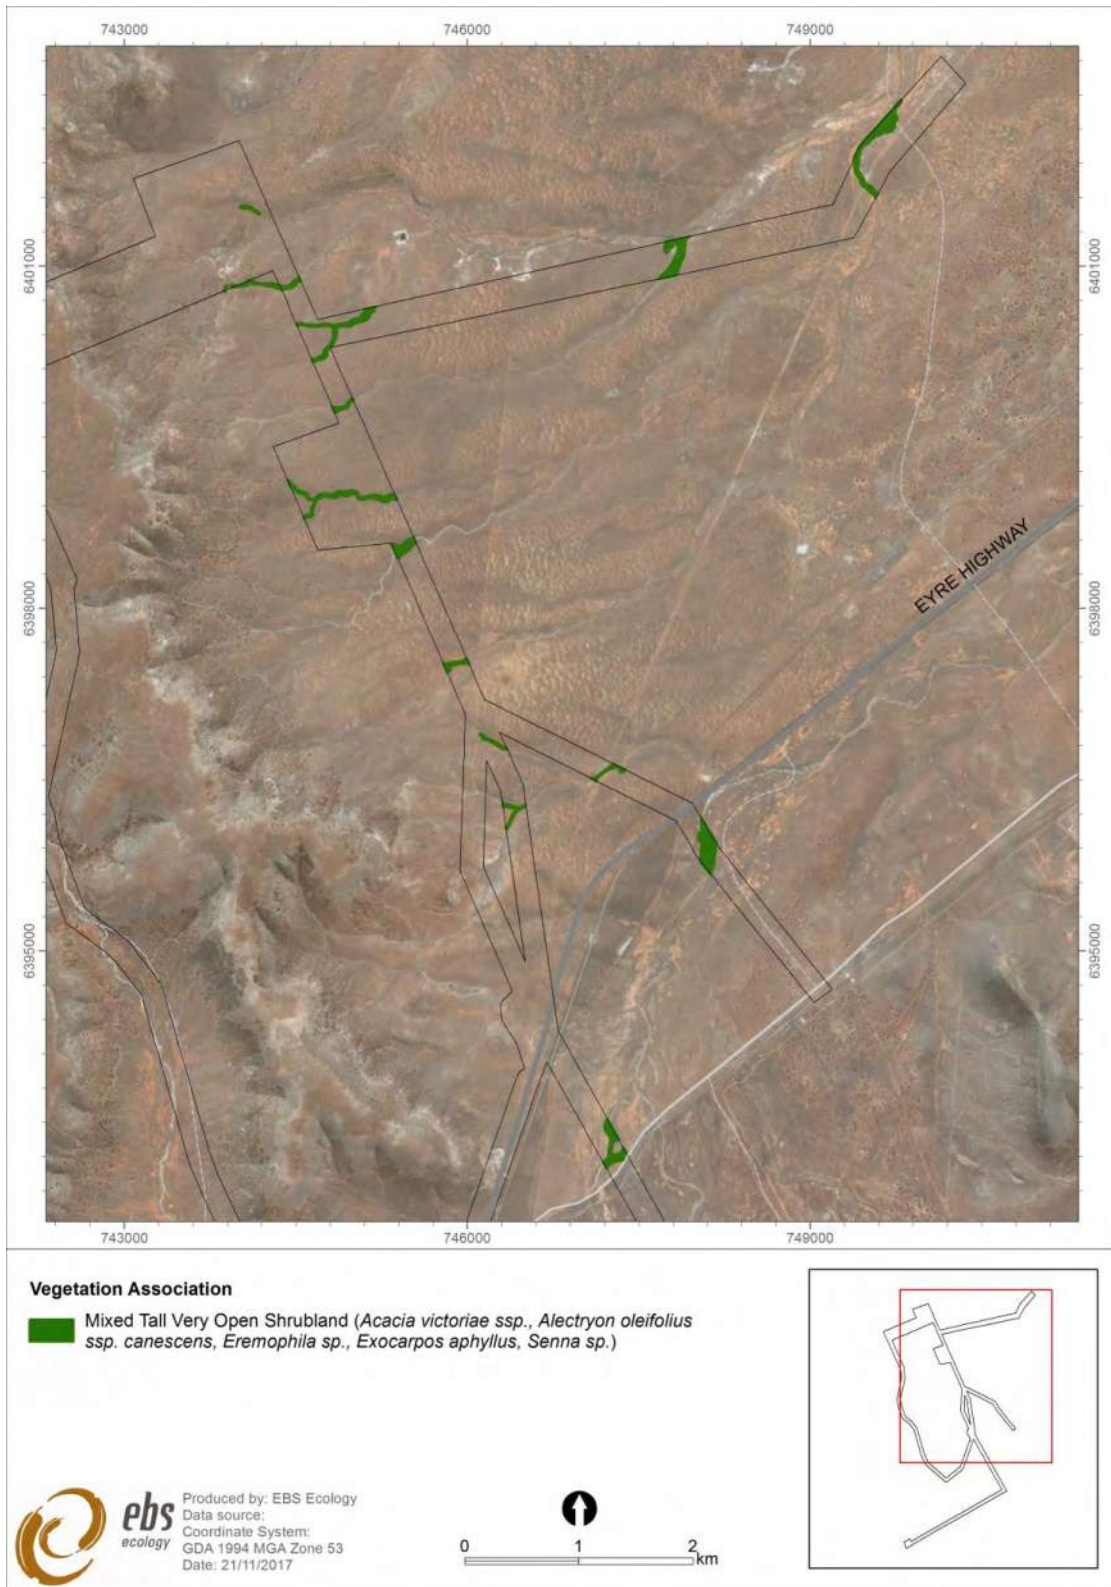 743000 746000 749000
6401000 6401000
EYRE HIGHWAY
6398000 6398000
6395000 6395000
743000 746000 749000
Vegetation Association
Mixed Tall Very Open Shrubland (Acacia victoriae ssp., Alectryon oleifolius
ssp. canescens, Eremophila sp., Exocarpos aphyllus, Senna sp.)
ebs
ecology
Produced by: EBS Ecology
Data source:
Coordinate System:
GDA 1994 MGA Zone 53
Date: 21/11/2017
0 1 2
km